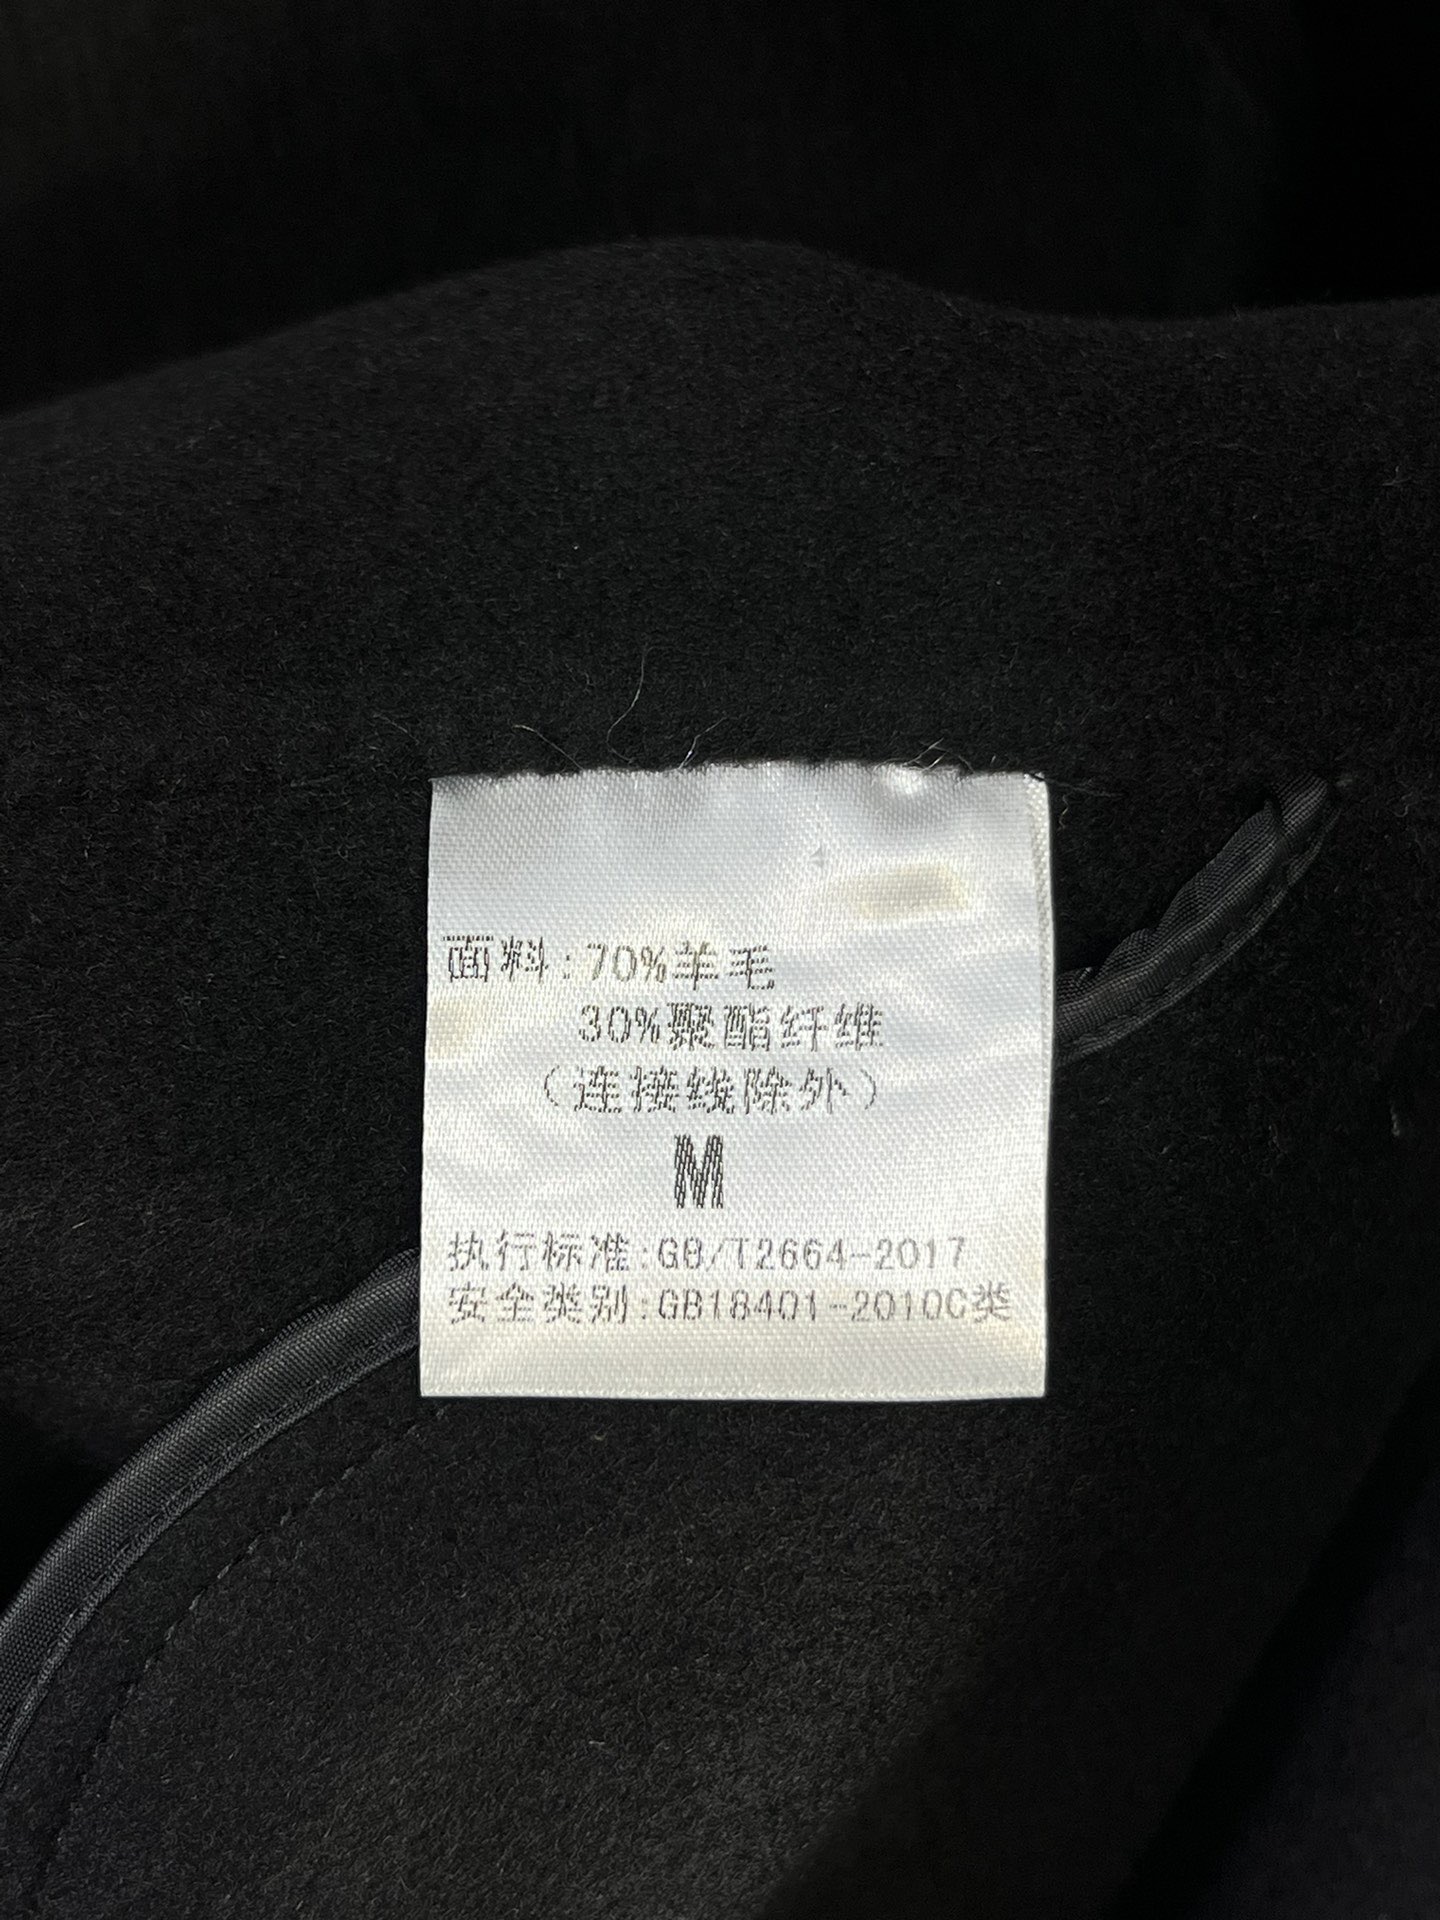 面料:70%羊毛
30%聚酯纤维
(连接线除外)
M
执行标准:GB/T2664-2017
安全类别:GB18401-2010C类